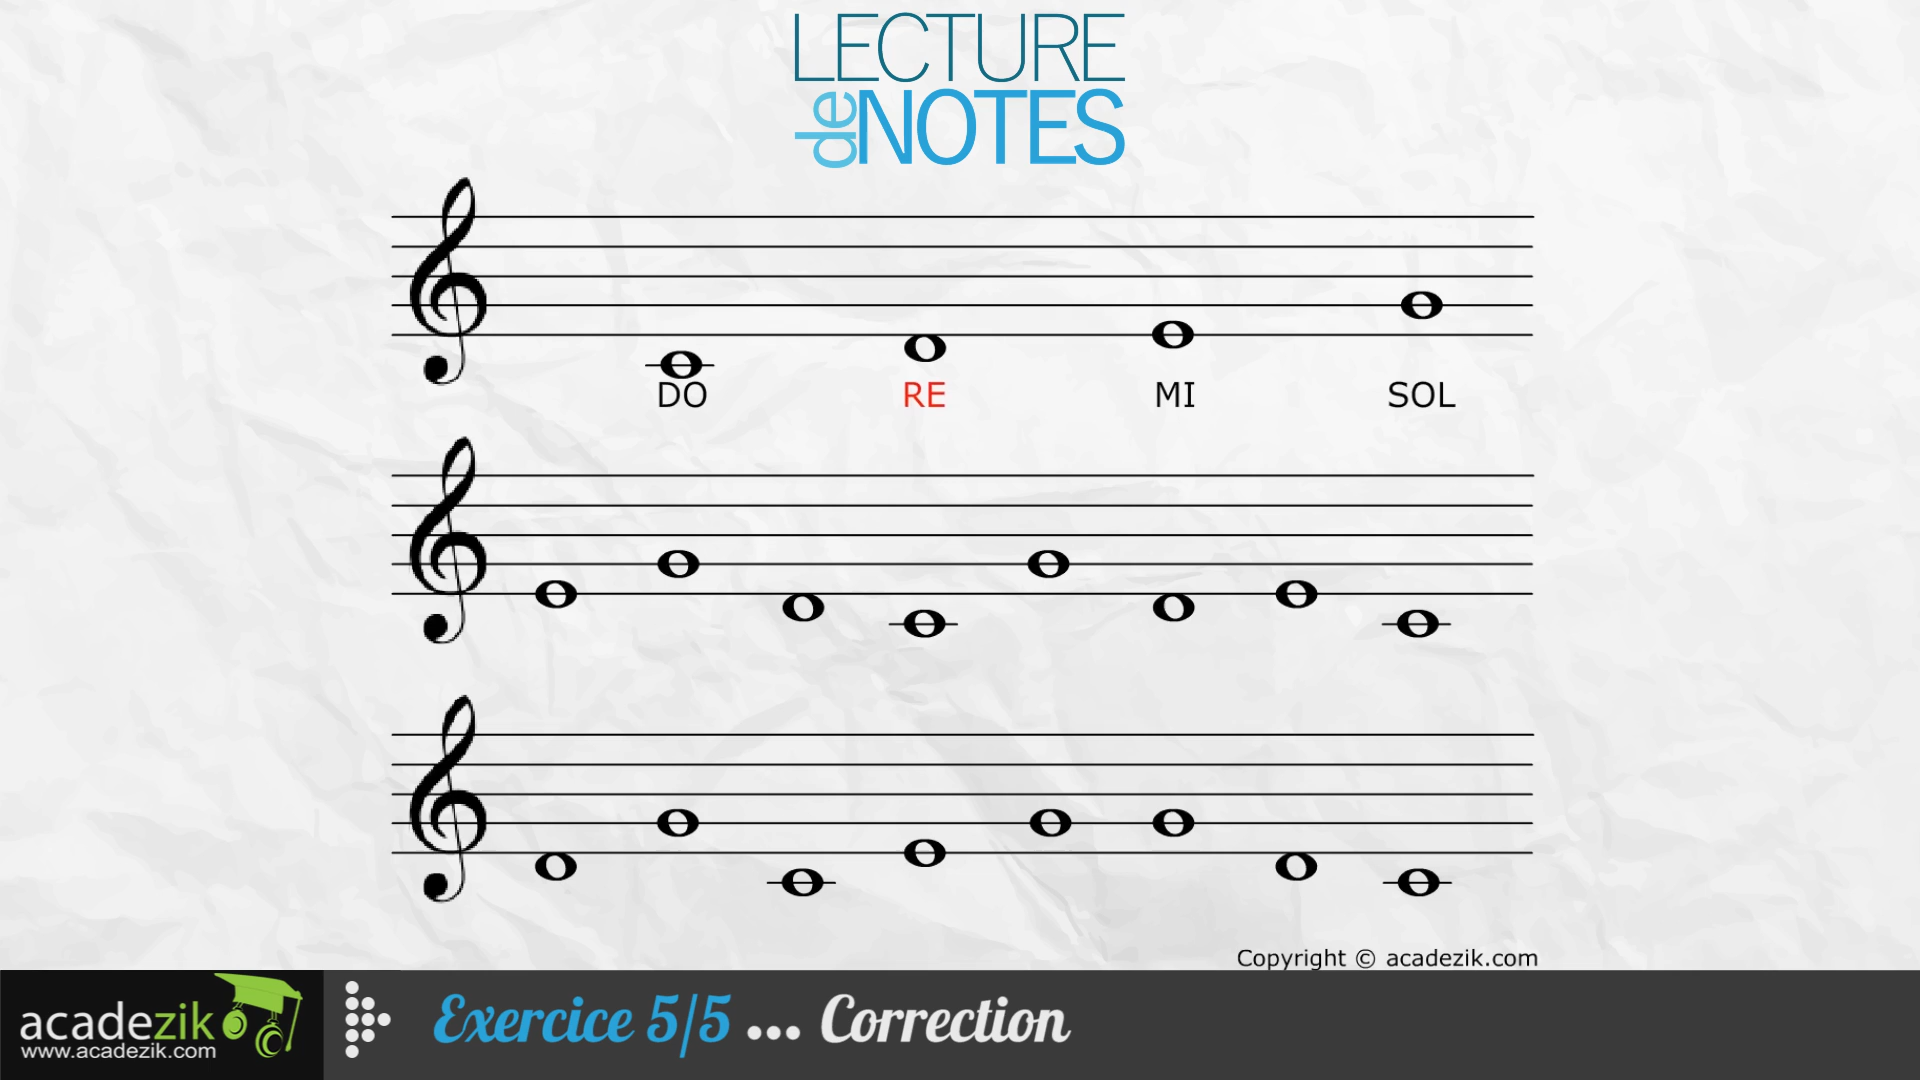 LECTURE
de NOTES
DO RE MI SOL
Copyright © acadezik.com
acadezik
www.acadezik.com
Exercice 5/5 ... Correction